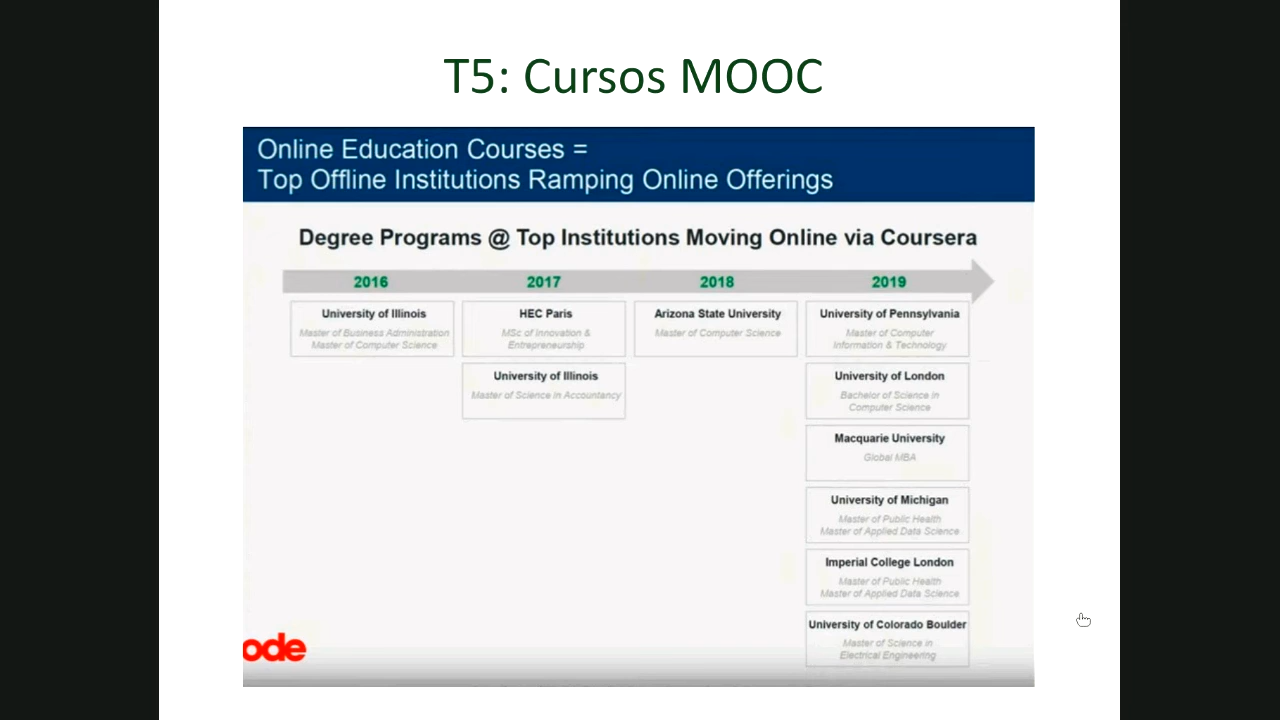 T5: Cursos MOOC
Online Education Courses =
Top Offline Institutions Ramping Online Offerings
Degree Programs @ Top Institutions Moving Online via Coursera
2016
2017
2018
2019
University of Illinois
Master of Business Administration
Master of Computer Science
HEC Paris
MSc of Innovation &
Entrepreneurship
University of Illinois
Master of Science in Accountancy
Arizona State University
Master of Computer Science
University of Pennsylvania
Master of Computer
Information & Technology
University of London
Bachelor of Science in
Computer Science
Macquarie University
Global MBA
University of Michigan
Master of Public Health
Master of Applied Data Science
Imperial College London
Master of Public Health
Master of Applied Data Science
University of Colorado Boulder
Master of Science in
Electrical Engineering
ode